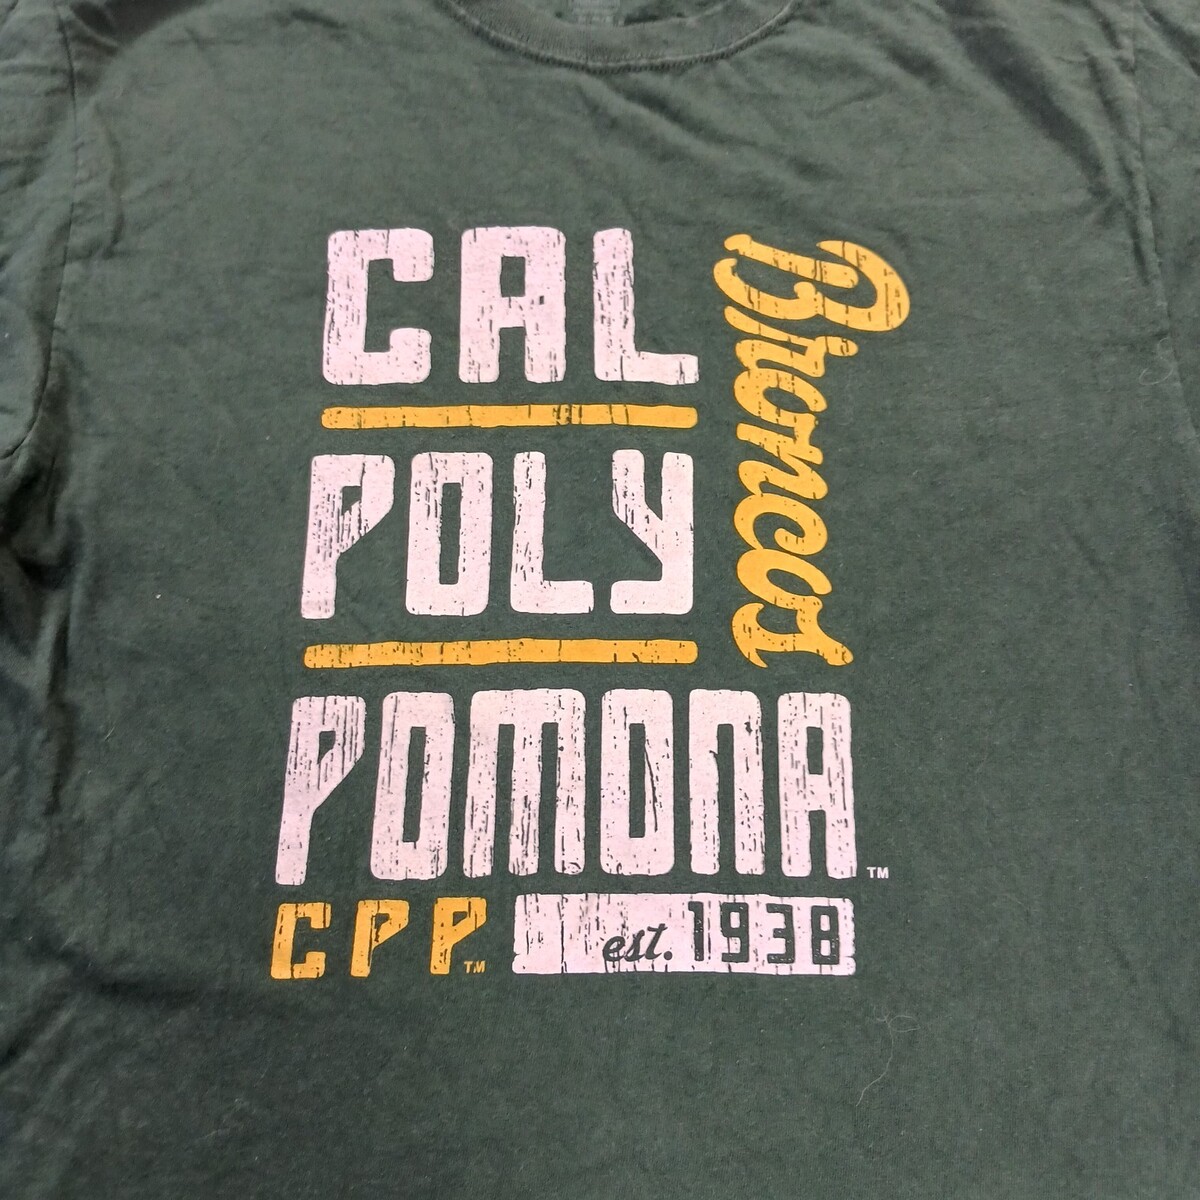 CAL
POLY
POMONA™
Broncos
CPP™ est. 1938